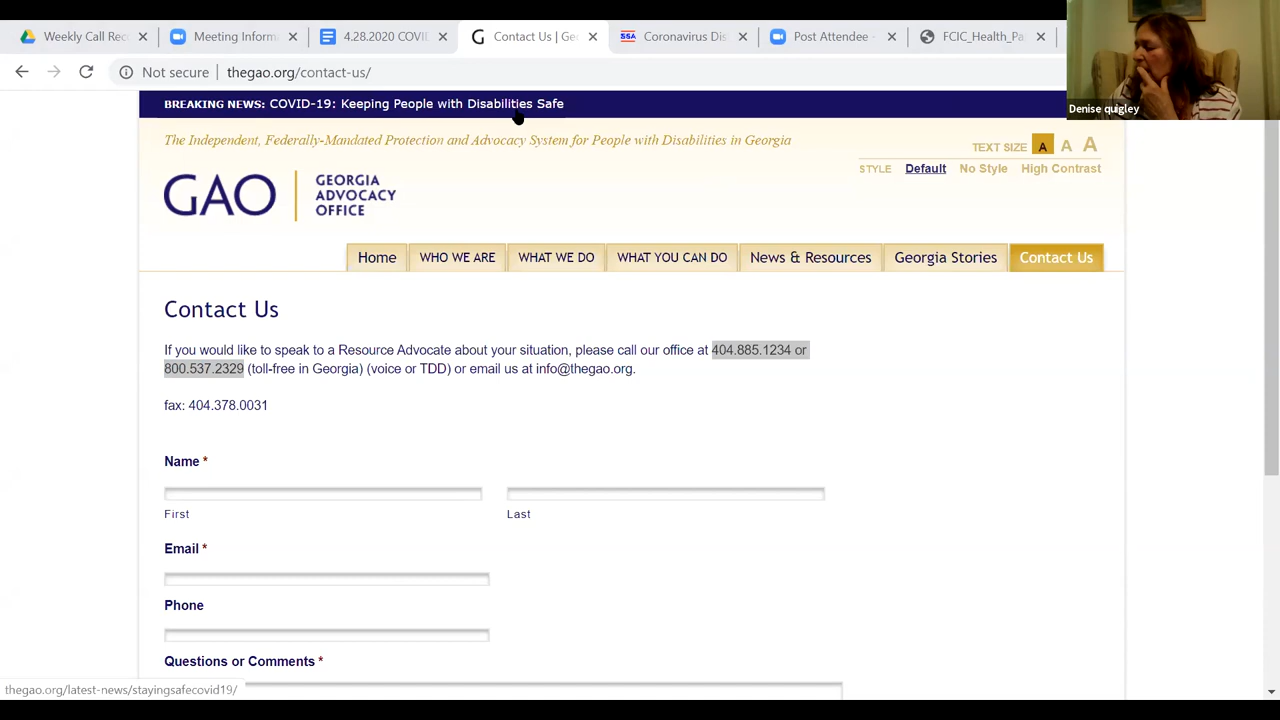 Weekly Call Rec
Meeting Inform
4.28.2020 COVI
Contact Us | Ge
Coronavirus Dis
Post Attendee -
FCIC_Health_Pa
Not secure
thegao.org/contact-us/
Denise quigley
BREAKING NEWS: COVID-19: Keeping People with Disabilities Safe
The Independent, Federally-Mandated Protection and Advocacy System for People with Disabilities in Georgia
TEXT SIZE A A A
STYLE Default No Style High Contrast
GAO
GEORGIA
ADVOCACY
OFFICE
Home
WHO WE ARE
WHAT WE DO
WHAT YOU CAN DO
News & Resources
Georgia Stories
Contact Us
Contact Us
If you would like to speak to a Resource Advocate about your situation, please call our office at 404.885.1234 or
800.537.2329 (toll-free in Georgia) (voice or TDD) or email us at info@thegao.org.
fax: 404.378.0031
Name *
First
Last
Email *
Phone
Questions or Comments *
thegao.org/latest-news/stayingsafecovid19/